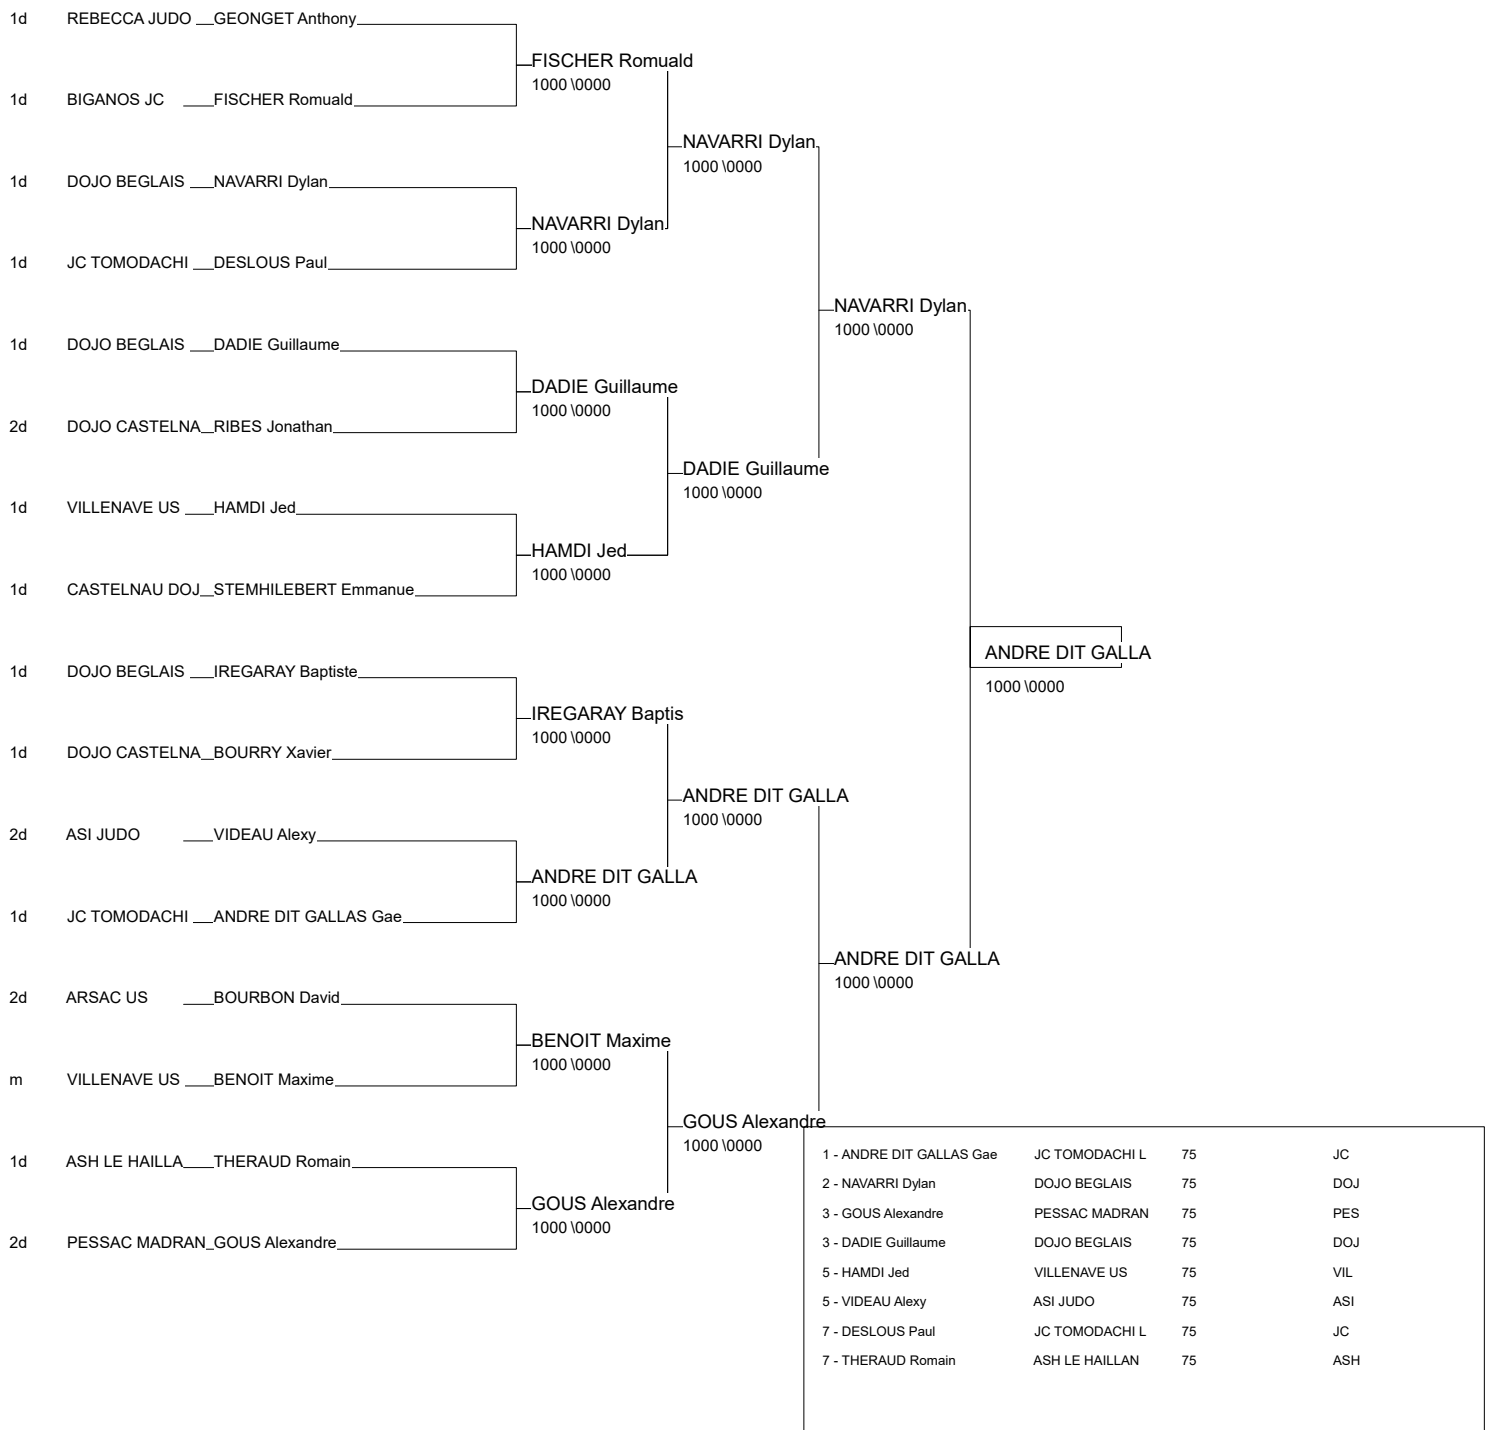 1d REBECCA JUDO GEONGET Anthony
FISCHER Romuald
1000 \0000
1d BIGANOS JC FISCHER Romuald
NAVARRI Dylan
1000 \0000
1d DOJO BEGLAIS NAVARRI Dylan
NAVARRI Dylan
1000 \0000
1d JC TOMODACHI DESLOUS Paul
NAVARRI Dylan
1000 \0000
1d DOJO BEGLAIS DADIE Guillaume
DADIE Guillaume
1000 \0000
2d DOJO CASTELNA RIBES Jonathan
DADIE Guillaume
1000 \0000
1d VILLENAVE US HAMDI Jed
HAMDI Jed
1000 \0000
1d CASTELNAU DOJ STEMHILEBERT Emmanue
ANDRE DIT GALLA
1000 \0000
1d DOJO BEGLAIS IREGARAY Baptiste
IREGARAY Baptis
1000 \0000
1d DOJO CASTELNA BOURRY Xavier
ANDRE DIT GALLA
1000 \0000
2d ASI JUDO VIDEAU Alexy
ANDRE DIT GALLA
1000 \0000
1d JC TOMODACHI ANDRE DIT GALLAS Gae
ANDRE DIT GALLA
1000 \0000
2d ARSAC US BOURBON David
BENOIT Maxime
1000 \0000
m VILLENAVE US BENOIT Maxime
GOUS Alexandre
1000 \0000
1d ASH LE HAILLA THERAUD Romain
GOUS Alexandre
1000 \0000
2d PESSAC MADRAN GOUS Alexandre
1 - ANDRE DIT GALLAS Gae JC TOMODACHI L 75 JC
2 - NAVARRI Dylan DOJO BEGLAIS 75 DOJ
3 - GOUS Alexandre PESSAC MADRAN 75 PES
3 - DADIE Guillaume DOJO BEGLAIS 75 DOJ
5 - HAMDI Jed VILLENAVE US 75 VIL
5 - VIDEAU Alexy ASI JUDO 75 ASI
7 - DESLOUS Paul JC TOMODACHI L 75 JC
7 - THERAUD Romain ASH LE HAILLAN 75 ASH